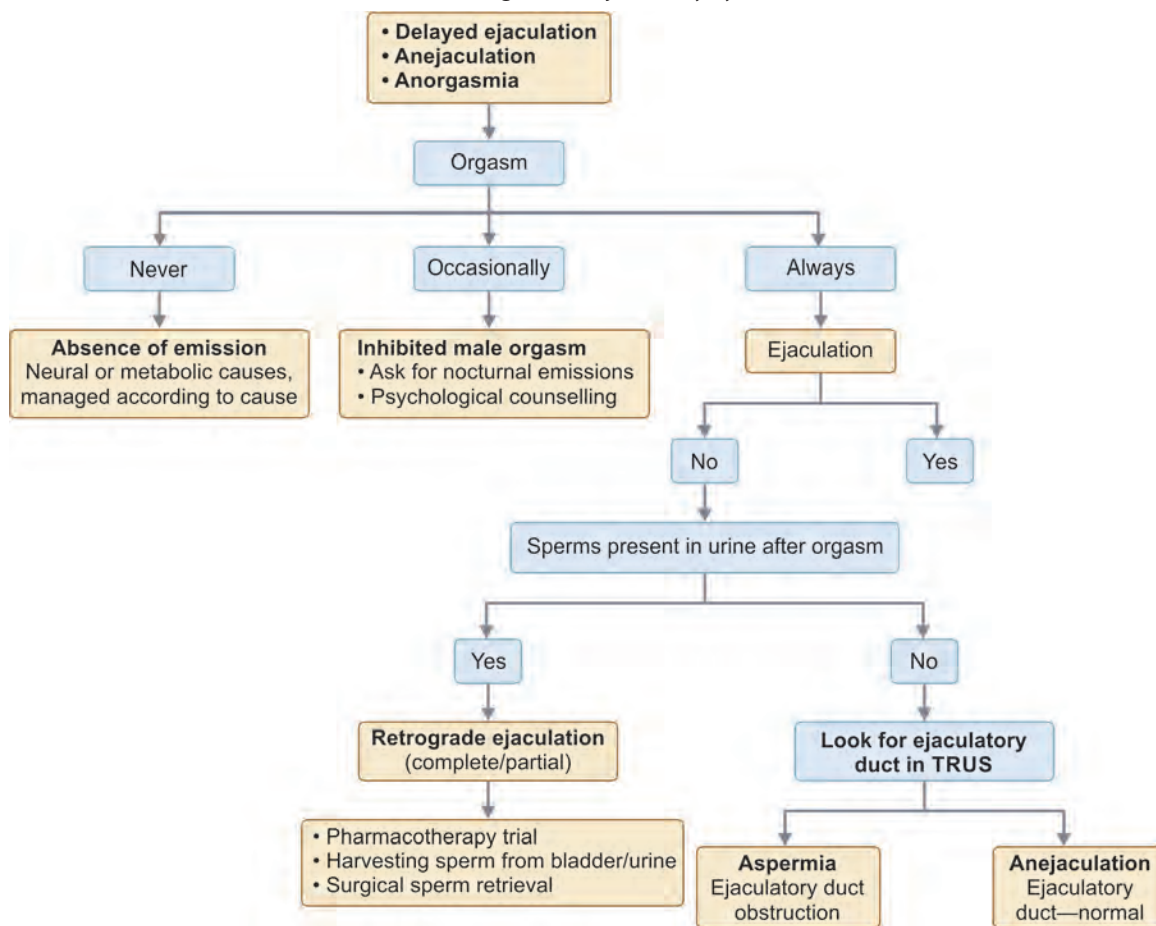 • Delayed ejaculation
• Anejaculation
• Anorgasmia
Orgasm
Never
Occasionally
Always
Absence of emission
Neural or metabolic causes,
managed according to cause
Inhibited male orgasm
• Ask for nocturnal emissions
• Psychological counselling
Ejaculation
No
Yes
Sperms present in urine after orgasm
Yes
No
Retrograde ejaculation
(complete/partial)
Look for ejaculatory
duct in TRUS
• Pharmacotherapy trial
• Harvesting sperm from bladder/urine
• Surgical sperm retrieval
Aspermia
Ejaculatory duct
obstruction
Anejaculation
Ejaculatory
duct—normal